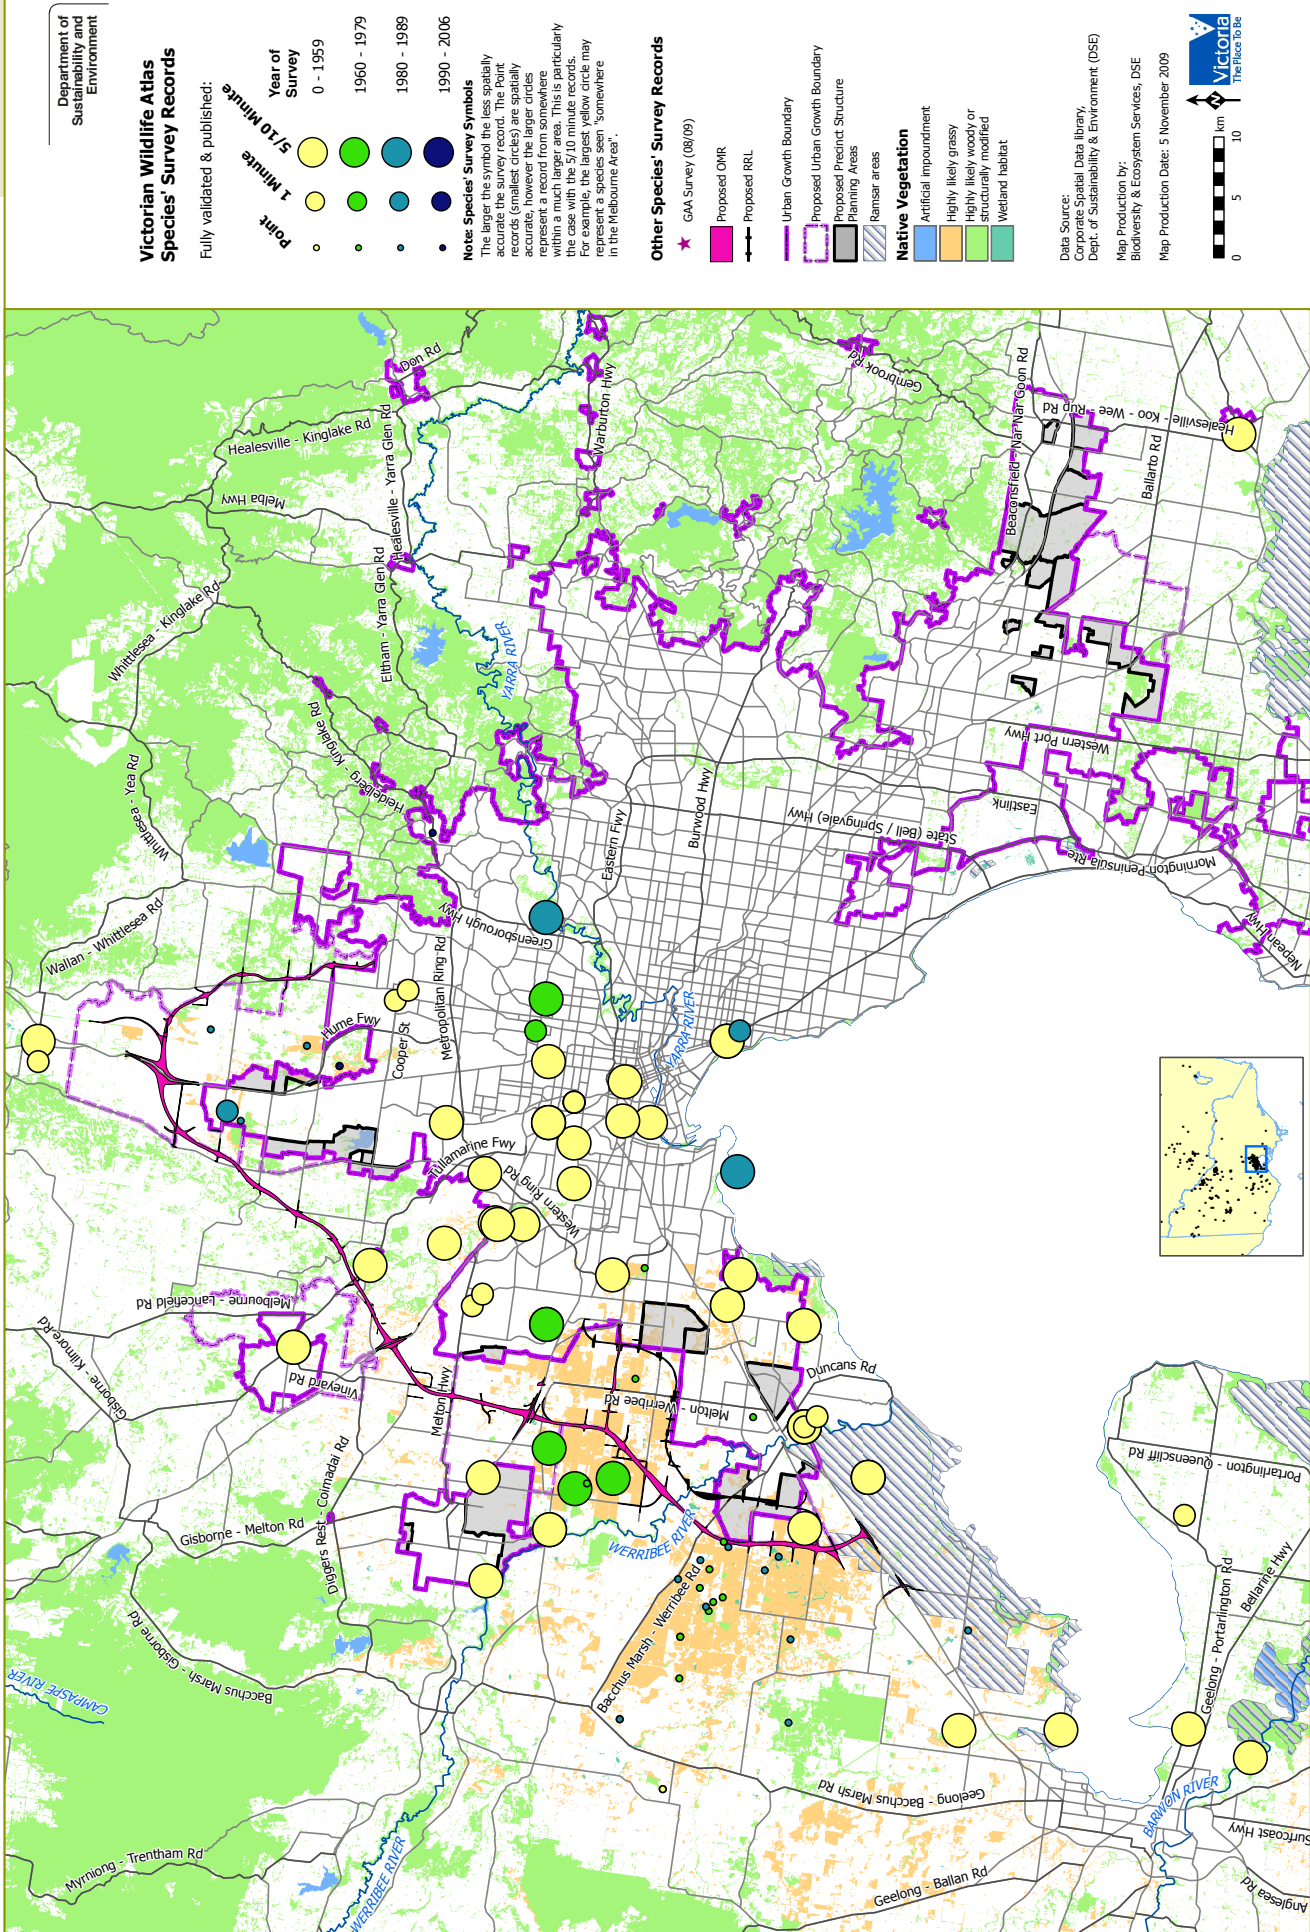 Department of
Sustainability and
Environment
Victorian Wildlife Atlas
Species' Survey Records
Fully validated & published:
Point
1 Minute
5/10 Minute
Year of
Survey
0 - 1959
1960 - 1979
1980 - 1989
1990 - 2006
Note: Species' Survey Symbols
The larger the symbol the less spatially
accurate the survey record. The Point
records (smallest circles) are spatially
accurate, however the larger circles
represent a record from somewhere
within a much larger area. This is particularly
the case with the 5/10 minute records.
For example, the largest yellow circle may
represent a species seen "somewhere
in the Melbourne Area".
Other Species' Survey Records
GAA Survey (08/09)
Proposed OMR
Proposed RRL
Urban Growth Boundary
Proposed Urban Growth Boundary
Proposed Precinct Structure
Planning Areas
Ramsar areas
Native Vegetation
Artificial impoundment
Highly likely grassy
Highly likely woody or
structurally modified
Wetland habitat
Data Source:
Corporate Spatial Data library,
Dept. of Sustainability & Environment (DSE)
Map Production by:
Biodiversity & Ecosystem Services, DSE
Map Production Date: 5 November 2009
0
5
10
km
N
Victoria
The Place To Be
Don Rd
Healesville - Kinglake Rd
Melba Hwy
Healesville - Yarra Glen Rd
Warburton Hwy
Gembrook Rd
Beaconsfield - Nar Nar Goon Rd
Healesville - Koo - Wee - Rup Rd
Ballarto Rd
Whittlesea - Kinglake Rd
Eltham - Yarra Glen Rd
YARRA RIVER
Heidelberg - Kinglake Rd
Whittlesea - Yea Rd
Wallan - Whittlesea Rd
Eastern Fwy
Burwood Hwy
State (Bell / Springvale) Hwy
Eastlink
Western Port Hwy
Mornington Peninsula Rte
Nepean Hwy
Greensborough Hwy
Metropolitan Ring Rd
Hume Fwy
Cooper St
YARRA RIVER
Tullamarine Fwy
Western Ring Rd
Melbourne - Lancefield Rd
Gisborne - Kilmore Rd
Vineyard Rd
Melton Hwy
Melton - Werribee Rd
Duncans Rd
Diggers Rest - Coimadai Rd
Gisborne - Melton Rd
WERRIBEE RIVER
Bacchus Marsh - Werribee Rd
Bacchus Marsh - Gisborne Rd
CAMPASPE RIVER
Portarlington - Queenscliff Rd
Geelong - Portarlington Rd
Bellarine Hwy
Geelong - Bacchus Marsh Rd
BARWON RIVER
Surfcoast Hwy
Anglesea Rd
Geelong - Ballan Rd
Myrniong - Trentham Rd
WERRIBEE RIVER